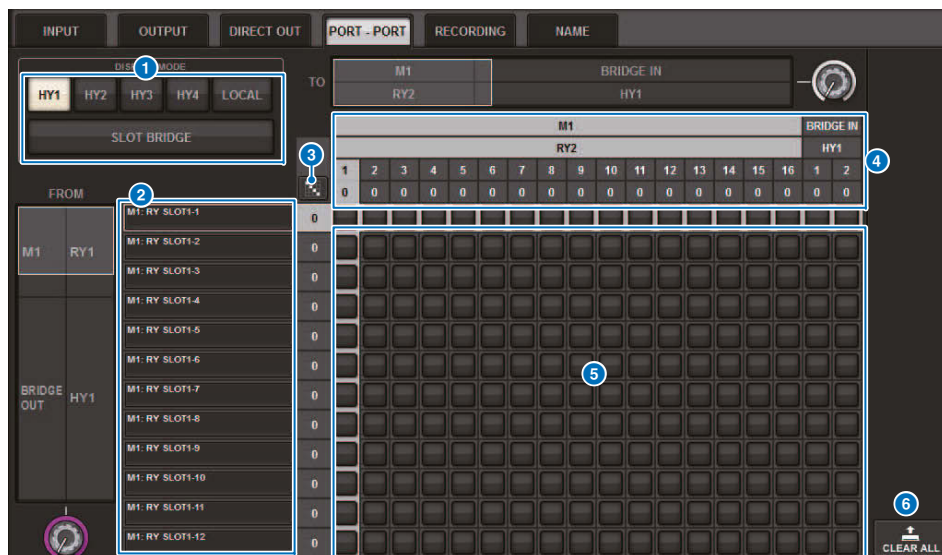 INPUT OUTPUT DIRECT OUT PORT - PORT RECORDING NAME
1
HY1 HY2 HY3 HY4 LOCAL
SLOT BRIDGE
TO M1 BRIDGE IN
RY2 HY1
M1 BRIDGE IN
RY2 HY1
1 2 3 4 5 6 7 8 9 10 11 12 13 14 15 16 1 2
0 0 0 0 0 0 0 0 0 0 0 0 0 0 0 0 0 0
3
4
FROM
2
M1 RY1
BRIDGE OUT HY1
M1: RY SLOT1-1 0
M1: RY SLOT1-2 0
M1: RY SLOT1-3 0
M1: RY SLOT1-4 0
M1: RY SLOT1-5 0
M1: RY SLOT1-6 0
M1: RY SLOT1-7 0
M1: RY SLOT1-8 0
M1: RY SLOT1-9 0
M1: RY SLOT1-10 0
M1: RY SLOT1-11 0
M1: RY SLOT1-12 0
5
6
CLEAR ALL